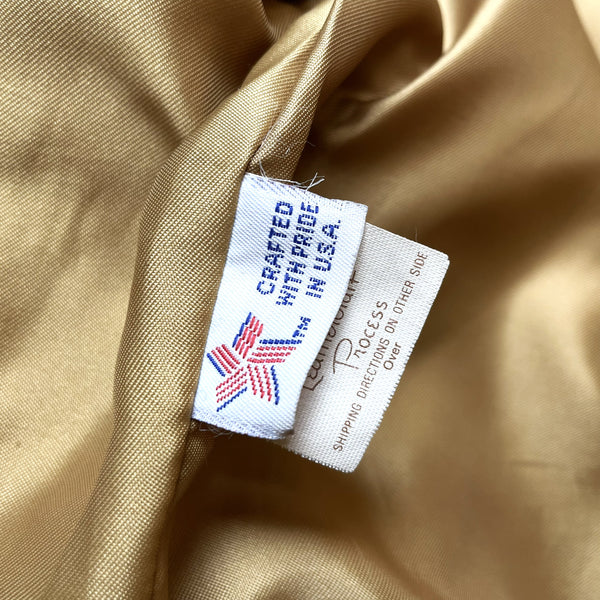 CRAFTED
WITH PRIDE
IN U.S.A.
TM
PROCESS
SHIPPING DIRECTIONS ON OTHER SIDE
Over